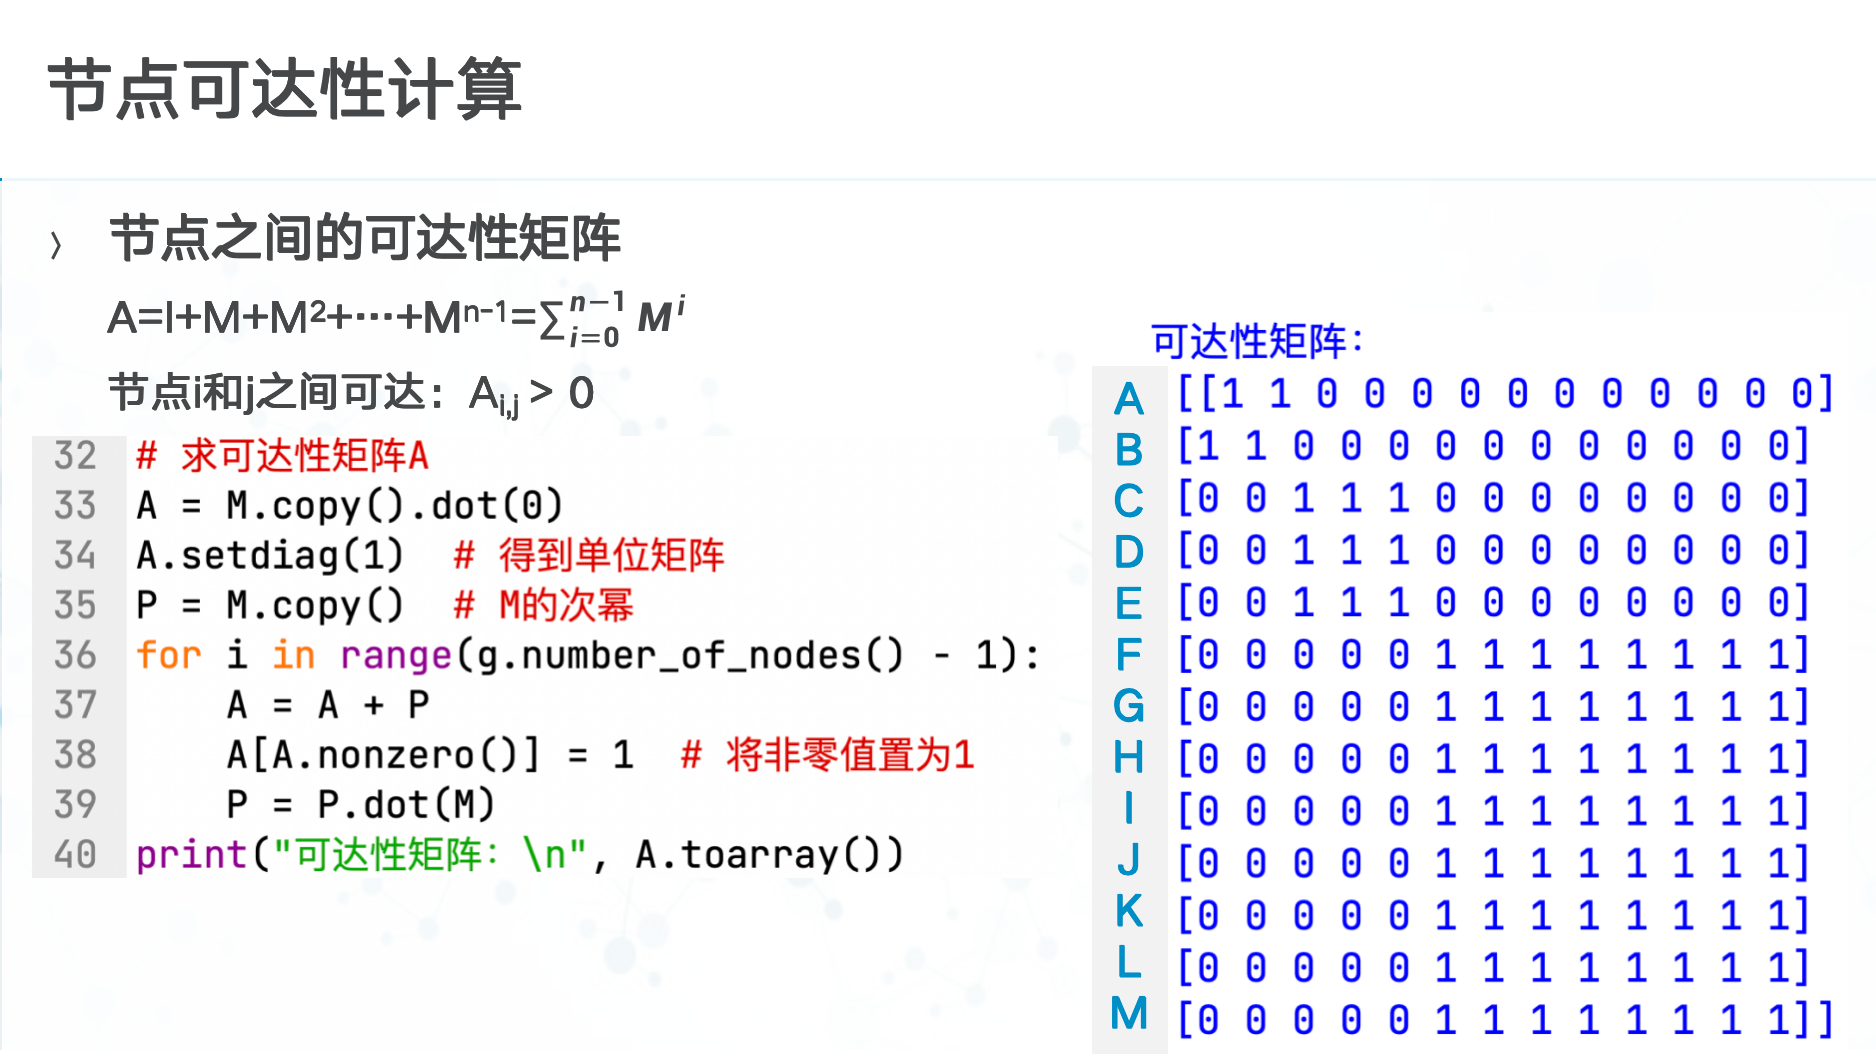 节点可达性计算
〉 节点之间的可达性矩阵
A=I+M+M²+…+Mⁿ⁻¹=∑ⁿ⁻¹ᵢ₌₀ Mⁱ
节点i和j之间可达：Ai,j > 0
32 # 求可达性矩阵A
33 A = M.copy().dot(0)
34 A.setdiag(1)  # 得到单位矩阵
35 P = M.copy()  # M的次幂
36 for i in range(g.number_of_nodes() - 1):
37     A = A + P
38     A[A.nonzero()] = 1  # 将非零值置为1
39     P = P.dot(M)
40 print("可达性矩阵：\n", A.toarray())
可达性矩阵：
A [[1 1 0 0 0 0 0 0 0 0 0 0 0]
B [1 1 0 0 0 0 0 0 0 0 0 0 0]
C [0 0 1 1 1 0 0 0 0 0 0 0 0]
D [0 0 1 1 1 0 0 0 0 0 0 0 0]
E [0 0 1 1 1 0 0 0 0 0 0 0 0]
F [0 0 0 0 0 1 1 1 1 1 1 1 1]
G [0 0 0 0 0 1 1 1 1 1 1 1 1]
H [0 0 0 0 0 1 1 1 1 1 1 1 1]
I [0 0 0 0 0 1 1 1 1 1 1 1 1]
J [0 0 0 0 0 1 1 1 1 1 1 1 1]
K [0 0 0 0 0 1 1 1 1 1 1 1 1]
L [0 0 0 0 0 1 1 1 1 1 1 1 1]
M [0 0 0 0 0 1 1 1 1 1 1 1 1]]